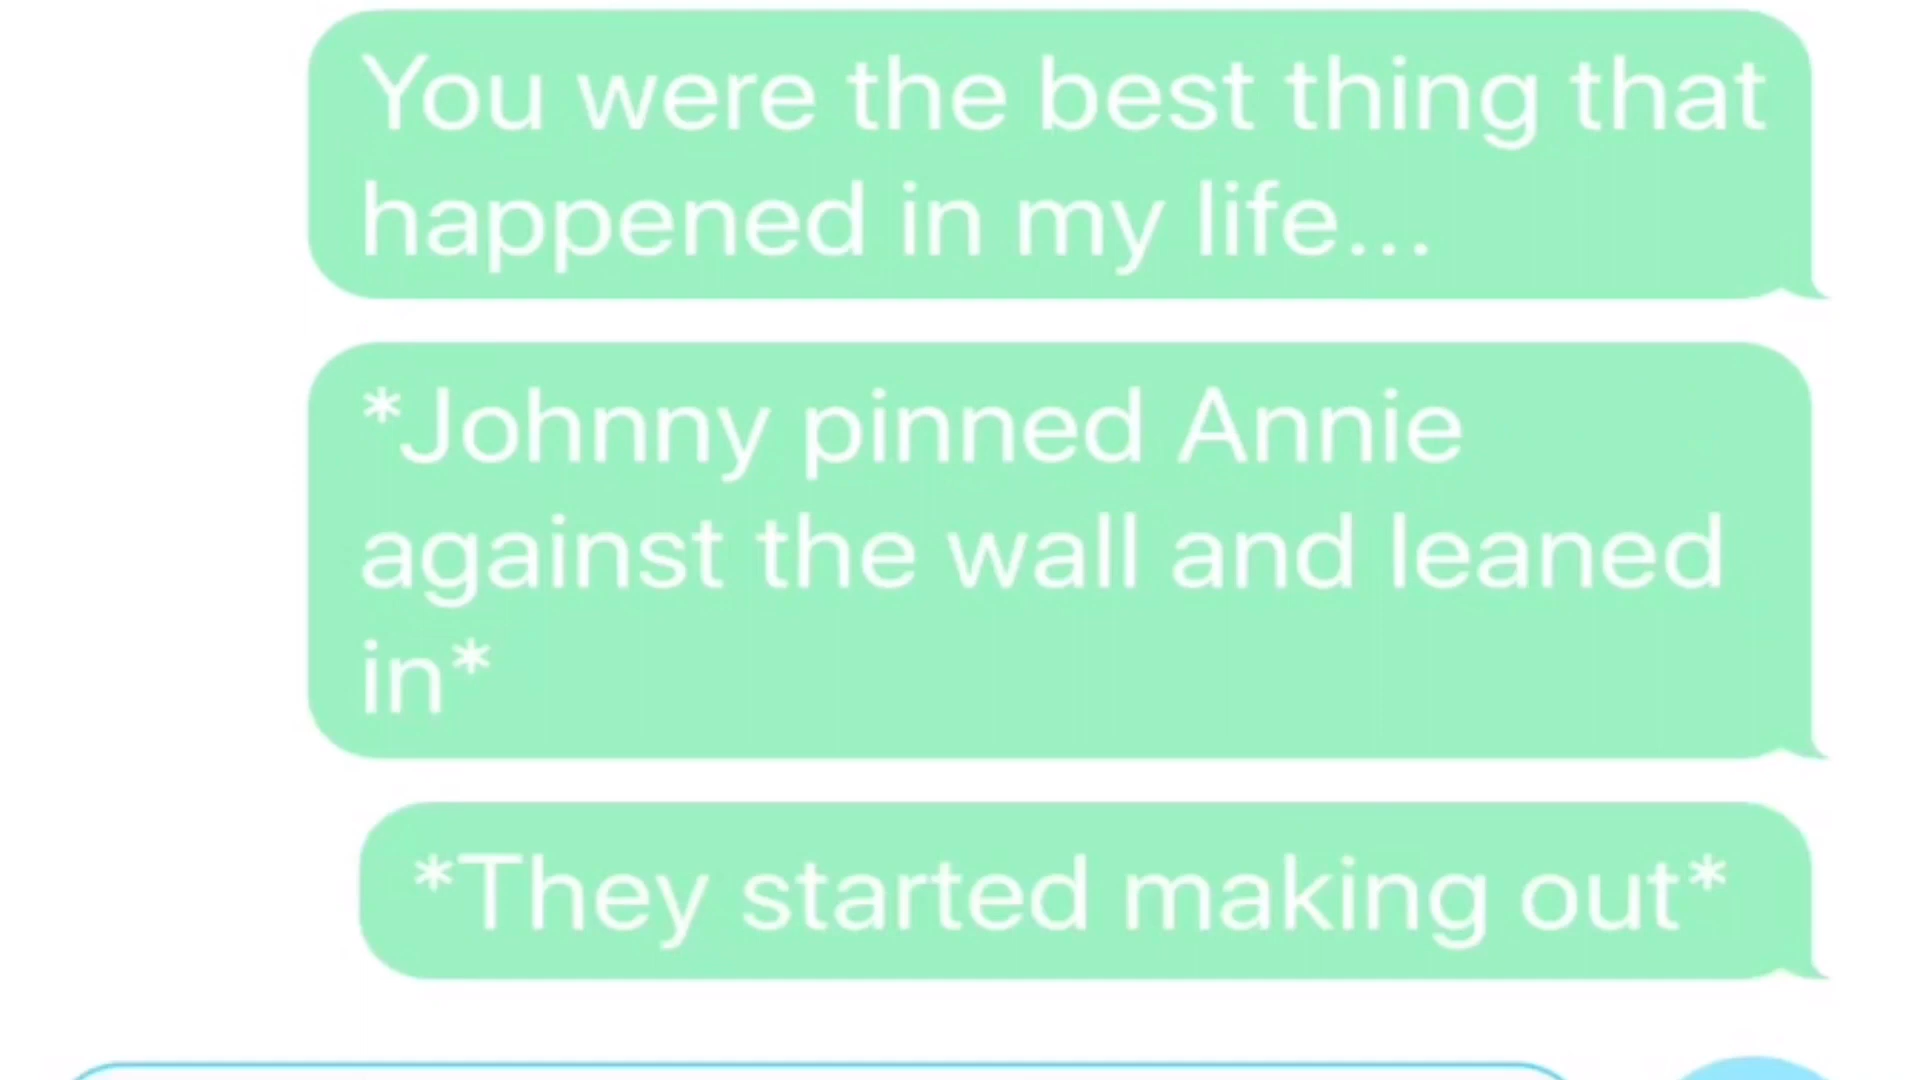 You were the best thing that
happened in my life...
*Johnny pinned Annie
against the wall and leaned
in*
*They started making out*